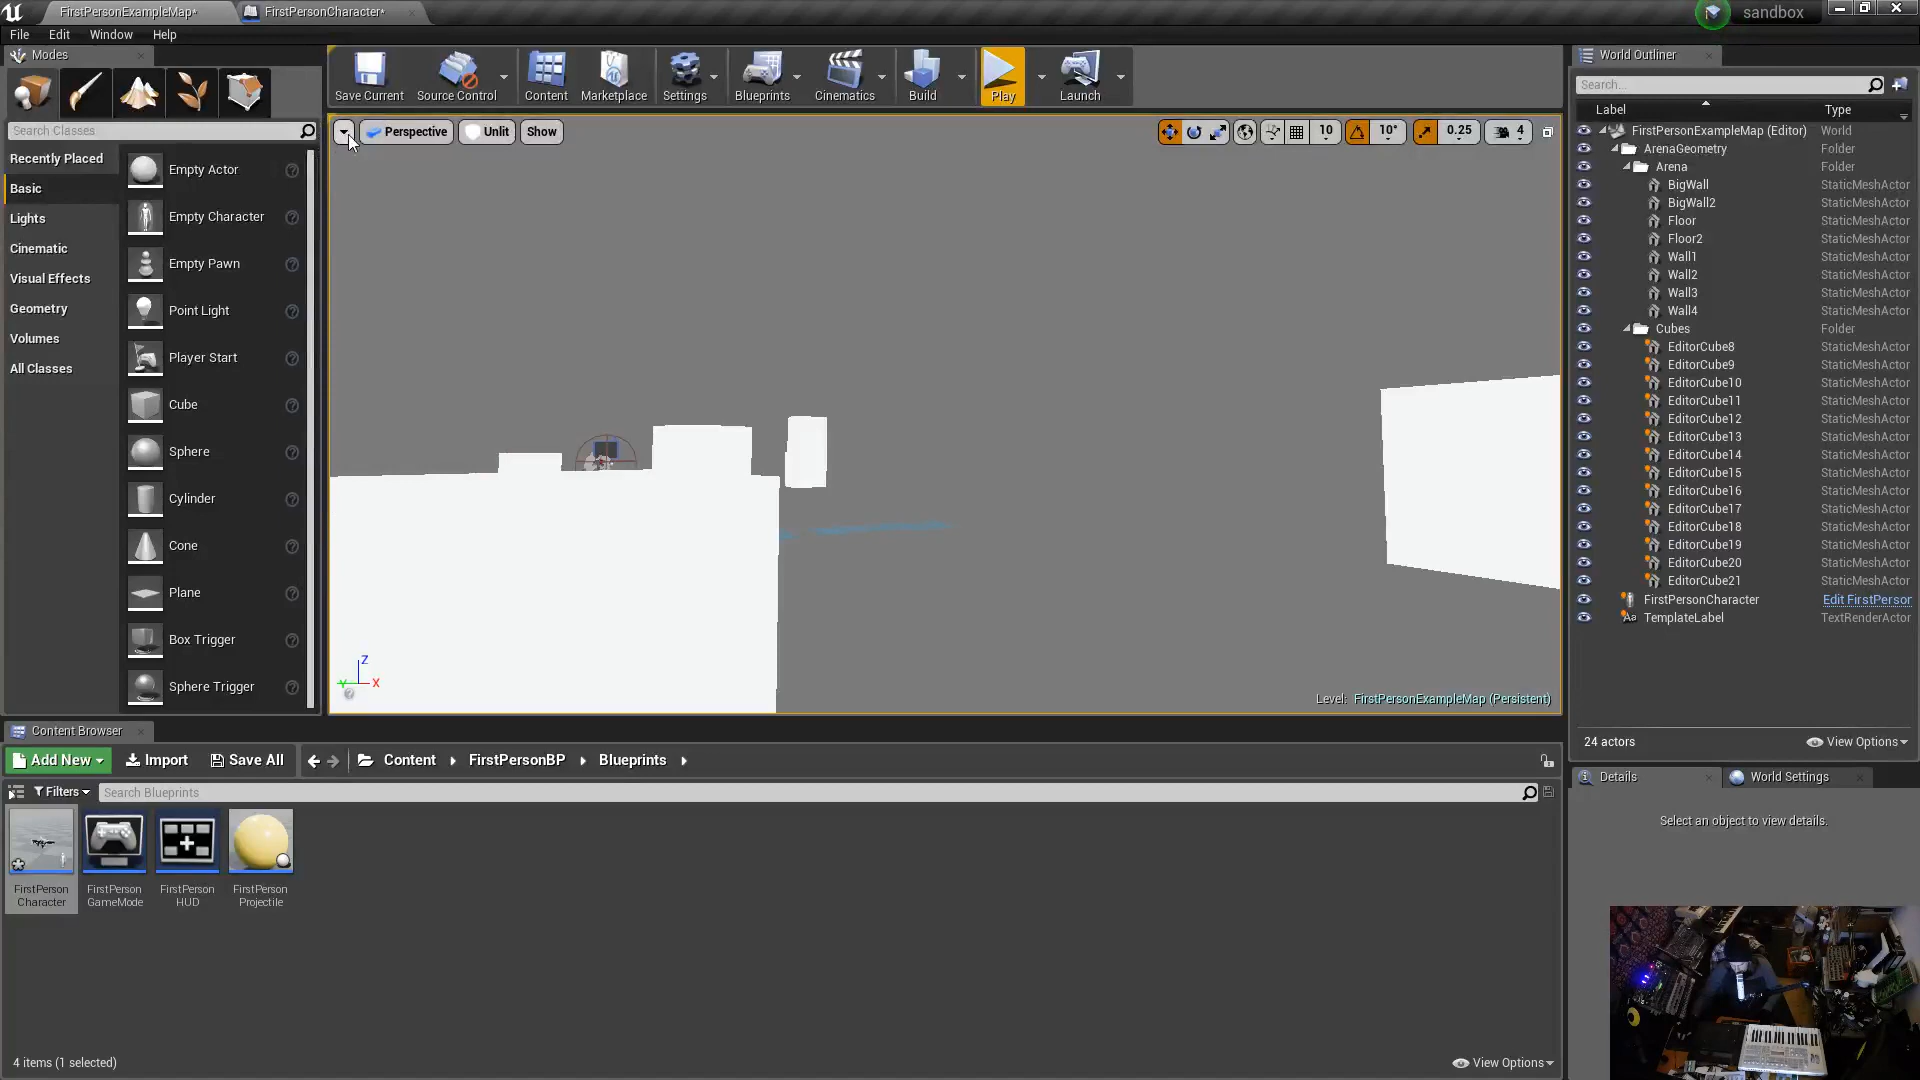 FirstPersonExampleMap*
FirstPersonCharacter*
sandbox
File Edit Window Help
Modes
Save Current
Source Control
Content
Marketplace
Settings
Blueprints
Cinematics
Build
Play
Launch
World Outliner
Search Classes
Search...
Perspective
Unlit
Show
10
10°
0.25
4
Label
Type
Recently Placed
Basic
Lights
Cinematic
Visual Effects
Geometry
Volumes
All Classes
Empty Actor
Empty Character
Empty Pawn
Point Light
Player Start
Cube
Sphere
Cylinder
Cone
Plane
Box Trigger
Sphere Trigger
Z
X
Y
Level: FirstPersonExampleMap (Persistent)
FirstPersonExampleMap (Editor) World
ArenaGeometry Folder
Arena Folder
BigWall StaticMeshActor
BigWall2 StaticMeshActor
Floor StaticMeshActor
Floor2 StaticMeshActor
Wall1 StaticMeshActor
Wall2 StaticMeshActor
Wall3 StaticMeshActor
Wall4 StaticMeshActor
Cubes Folder
EditorCube8 StaticMeshActor
EditorCube9 StaticMeshActor
EditorCube10 StaticMeshActor
EditorCube11 StaticMeshActor
EditorCube12 StaticMeshActor
EditorCube13 StaticMeshActor
EditorCube14 StaticMeshActor
EditorCube15 StaticMeshActor
EditorCube16 StaticMeshActor
EditorCube17 StaticMeshActor
EditorCube18 StaticMeshActor
EditorCube19 StaticMeshActor
EditorCube20 StaticMeshActor
EditorCube21 StaticMeshActor
FirstPersonCharacter Edit FirstPerson
TemplateLabel TextRenderActor
24 actors
View Options
Content Browser
Add New
Import
Save All
Content
FirstPersonBP
Blueprints
Filters
Search Blueprints
FirstPerson
Character
FirstPerson
GameMode
FirstPerson
HUD
FirstPerson
Projectile
4 items (1 selected)
View Options
Details
World Settings
Select an object to view details.